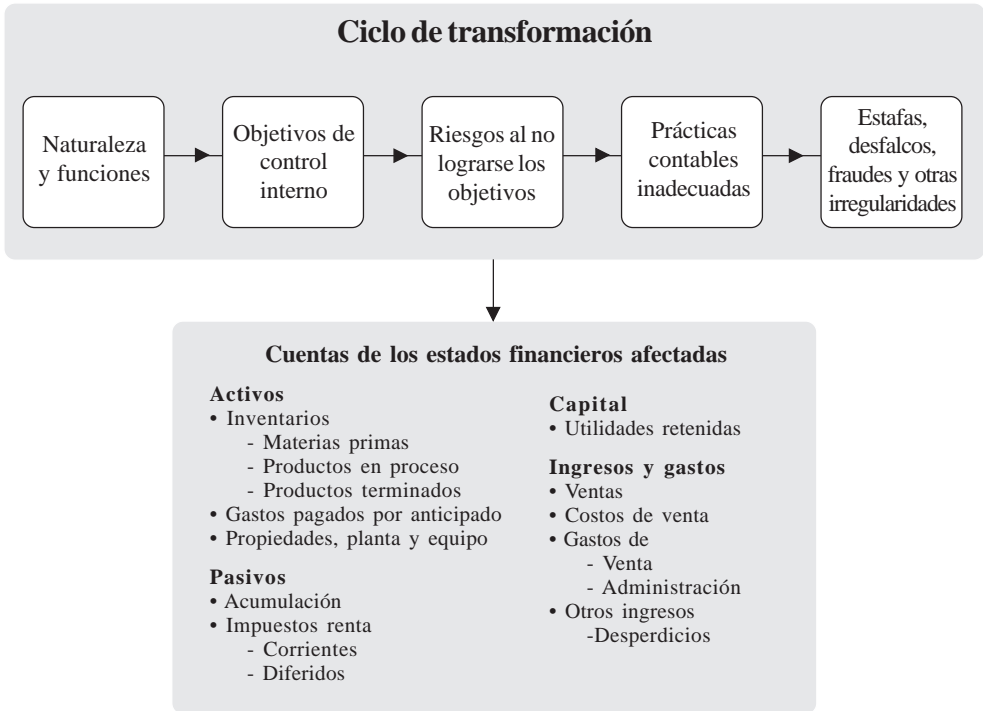 Ciclo de transformación
Naturaleza
y funciones
Objetivos de
control
interno
Riesgos al no
lograrse los
objetivos
Prácticas
contables
inadecuadas
Estafas,
desfalcos,
fraudes y otras
irregularidades
Cuentas de los estados financieros afectadas
Activos
• Inventarios
- Materias primas
- Productos en proceso
- Productos terminados
• Gastos pagados por anticipado
• Propiedades, planta y equipo
Pasivos
• Acumulación
• Impuestos renta
- Corrientes
- Diferidos
Capital
• Utilidades retenidas
Ingresos y gastos
• Ventas
• Costos de venta
• Gastos de
- Venta
- Administración
• Otros ingresos
-Desperdicios